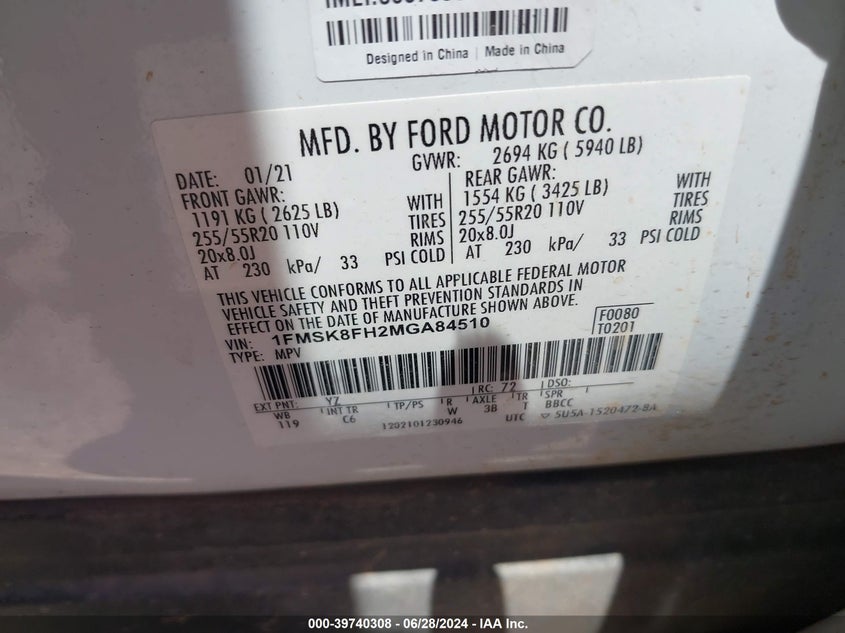 Designed in China | Made in China
MFD. BY FORD MOTOR CO.
DATE: 01/21 GVWR: 2694 KG ( 5940 LB)
FRONT GAWR:
1191 KG ( 2625 LB) WITH
255/55R20 110V TIRES
20x8.0J RIMS
AT 230 kPa/ 33 PSI COLD
REAR GAWR:
1554 KG ( 3425 LB) WITH
255/55R20 110V TIRES
20x8.0J RIMS
AT 230 kPa/ 33 PSI COLD
THIS VEHICLE CONFORMS TO ALL APPLICABLE FEDERAL MOTOR
VEHICLE SAFETY AND THEFT PREVENTION STANDARDS IN
EFFECT ON THE DATE OF MANUFACTURE SHOWN ABOVE.
VIN: 1FMSK8FH2MGA84510 F0080
TYPE: MPV T0201
EXT PNT: YZ RC: 72 DSO:
WB INT TR TP/PS R AXLE TR SPR
119 C6 W 3B T BBCC
1202101230946 UTC 5U5A-1520472-BA
000-39740308 / 06/28/2024 - IAA Inc.